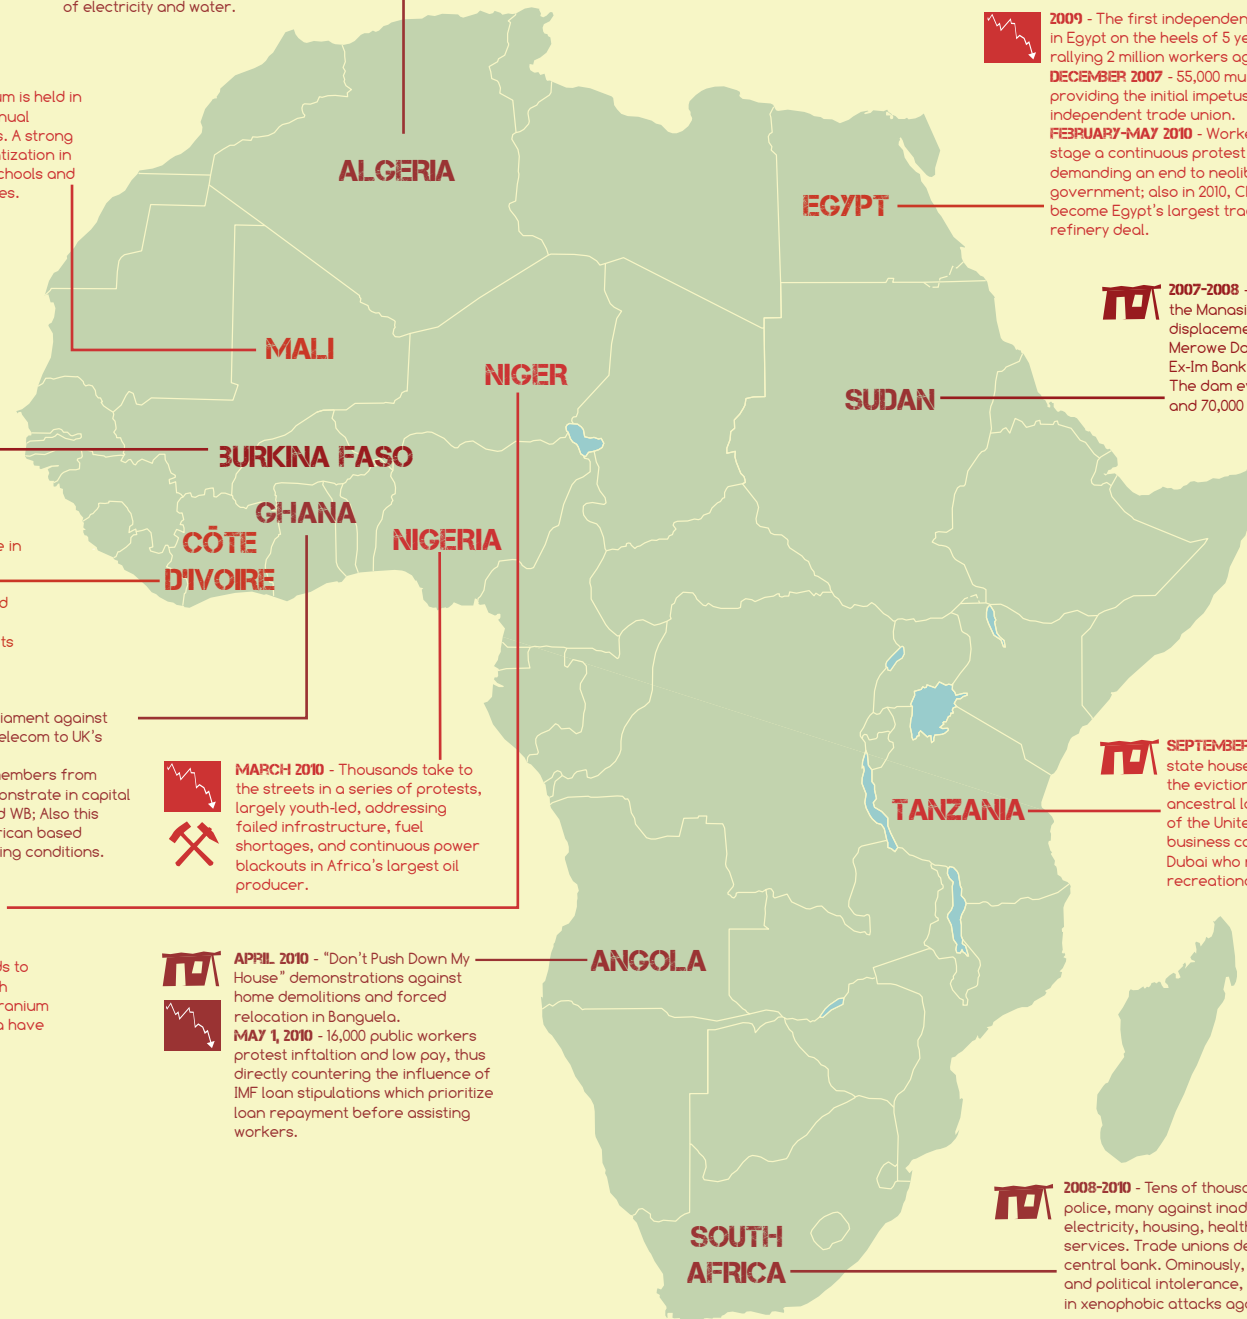 of electricity and water.
um is held in
nual
s. A strong
tization in
chools and
es.
ALGERIA
2009 - The first independen
in Egypt on the heels of 5 ye
rallying 2 million workers ag
DECEMBER 2007 - 55,000 mu
providing the initial impetus
independent trade union.
FEBRUARY-MAY 2010 - Worke
stage a continuous protest
demanding an end to neolib
government; also in 2010, C
become Egypt's largest tra
refinery deal.
EGYPT
2007-2008 -
the Manasi
displaceme
Merowe Da
Ex-Im Bank
The dam e
and 70,000
MALI
NIGER
SUDAN
BURKINA FASO
GHANA
CÔTE
D'IVOIRE
NIGERIA
e in
d
ts
iament against
elecom to UK's
members from
onstrate in capital
d WB; Also this
rican based
ing conditions.
MARCH 2010 - Thousands take to
the streets in a series of protests,
largely youth-led, addressing
failed infrastructure, fuel
shortages, and continuous power
blackouts in Africa's largest oil
producer.
SEPTEMBER
state house
the eviction
ancestral la
of the Unite
business co
Dubai who
recreationa
TANZANIA
ds to
h
ranium
a have
APRIL 2010 - "Don't Push Down My
House" demonstrations against
home demolitions and forced
relocation in Banguela.
MAY 1, 2010 - 16,000 public workers
protest inftaltion and low pay, thus
directly countering the influence of
IMF loan stipulations which prioritize
loan repayment before assisting
workers.
ANGOLA
2008-2010 - Tens of thousa
police, many against inad
electricity, housing, healt
services. Trade unions de
central bank. Ominously,
and political intolerance,
in xenophobic attacks aga
SOUTH
AFRICA